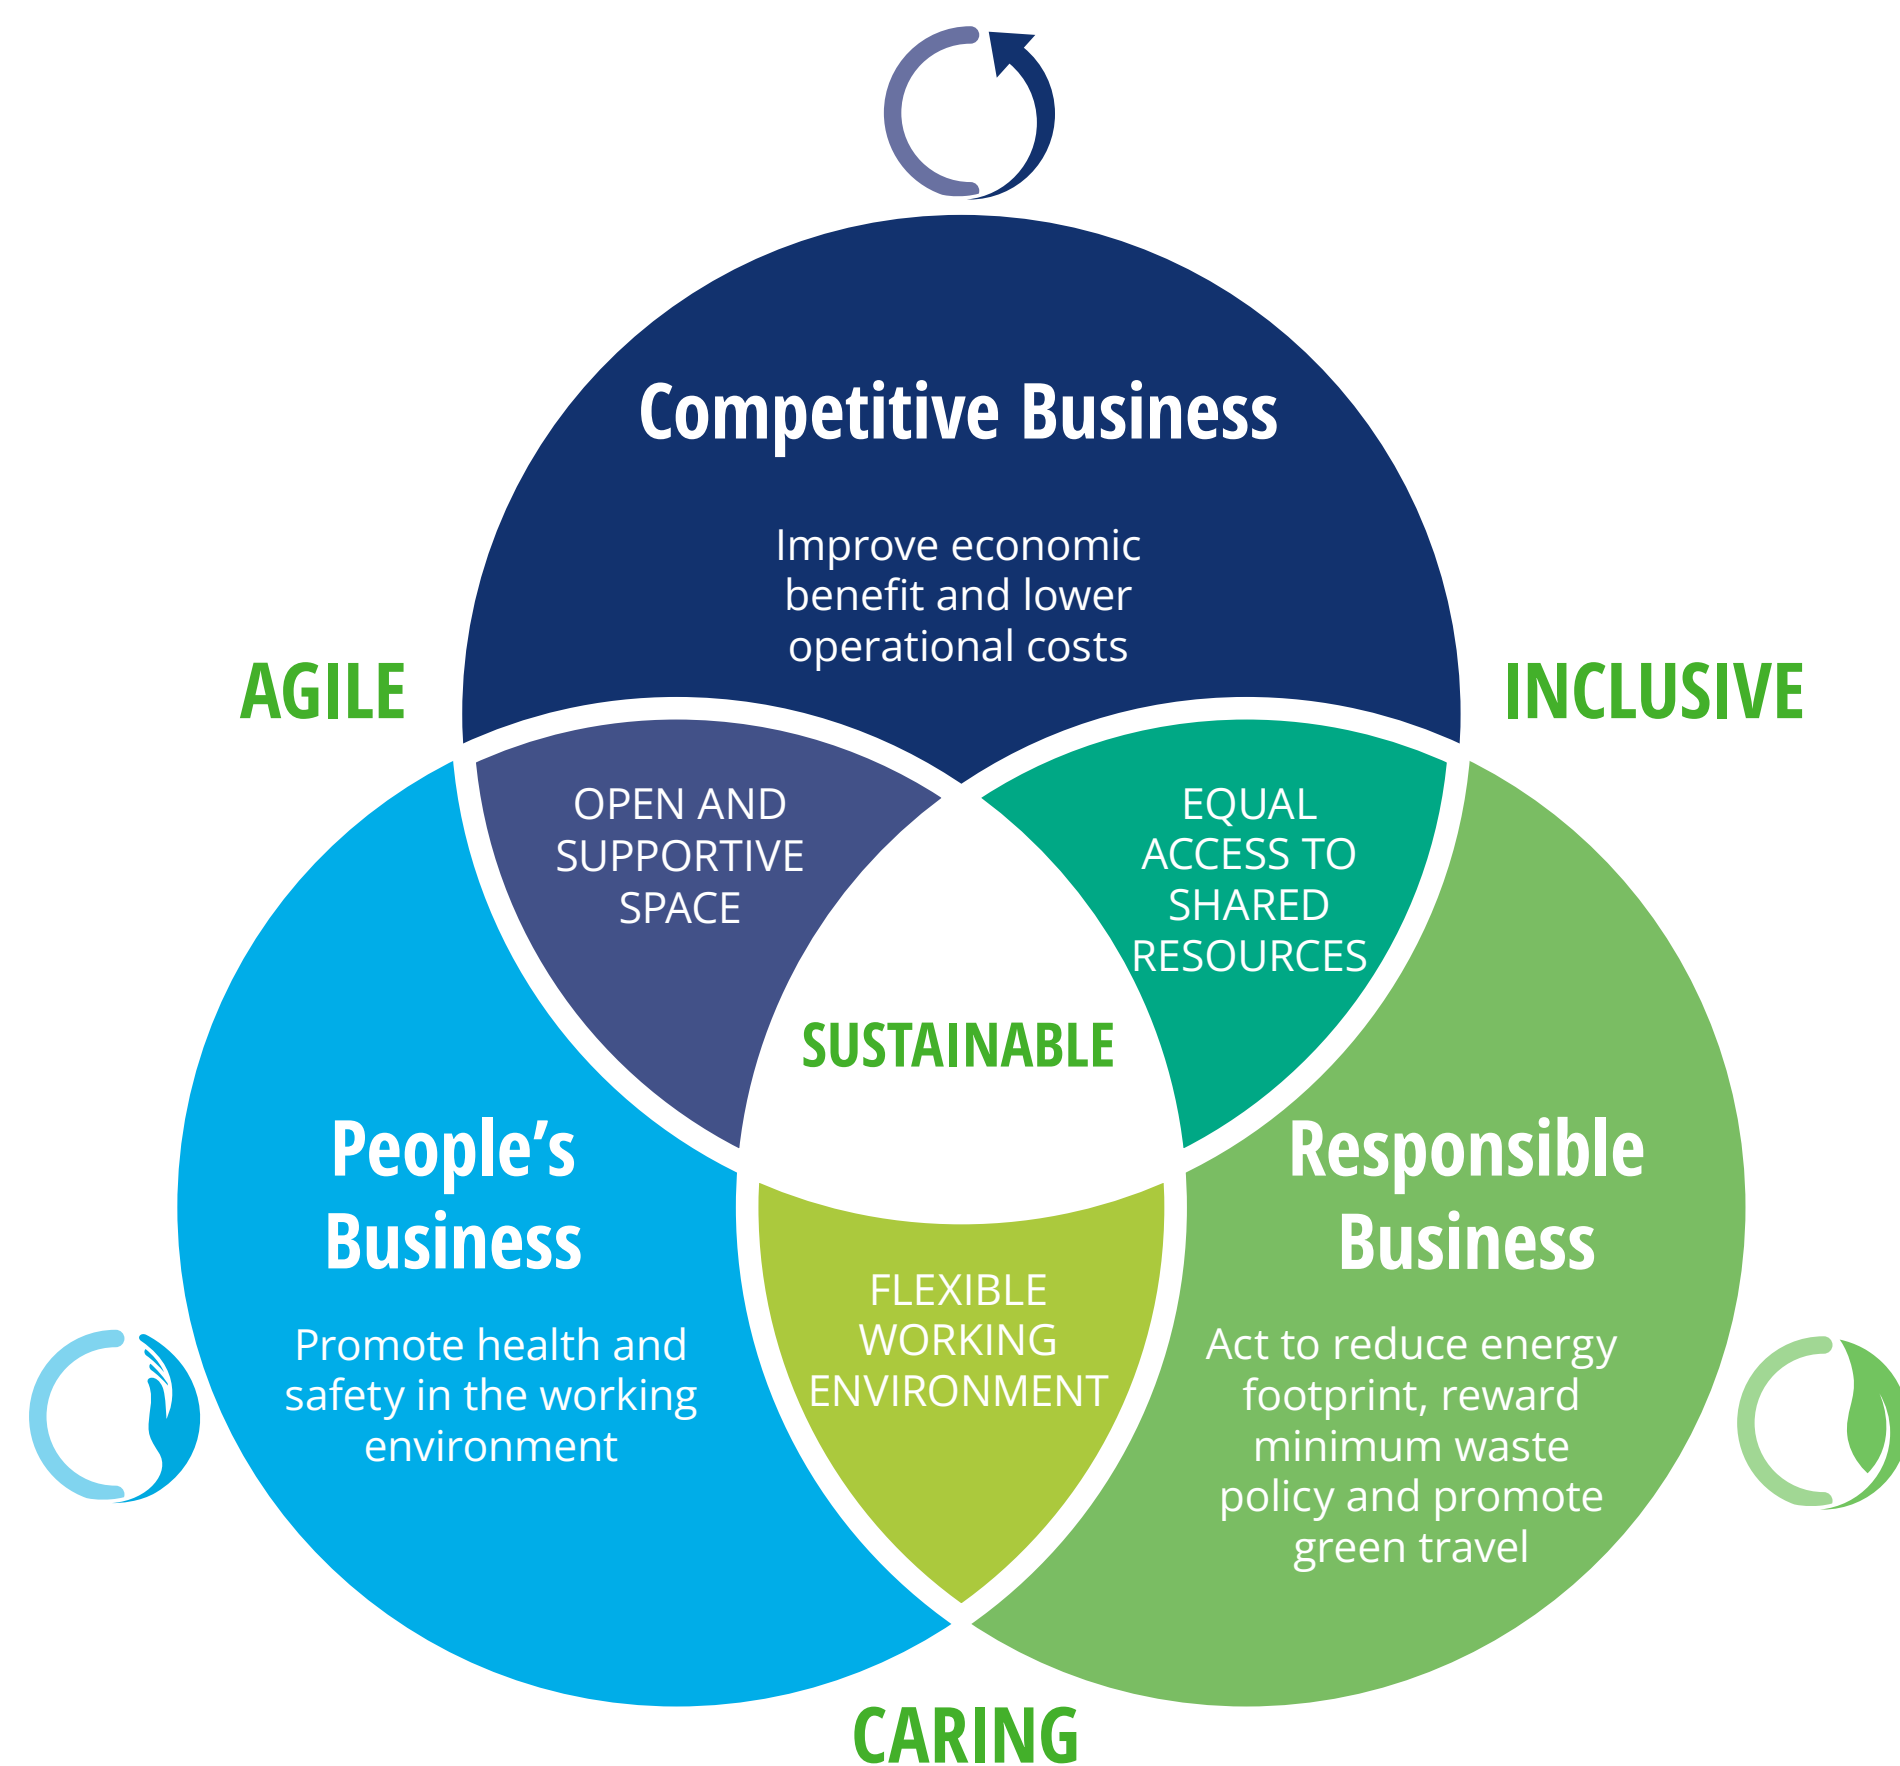 Competitive Business
Improve economic
benefit and lower
operational costs
AGILE
INCLUSIVE
OPEN AND
SUPPORTIVE
SPACE
EQUAL
ACCESS TO
SHARED
RESOURCES
SUSTAINABLE
People’s
Business
Promote health and
safety in the working
environment
FLEXIBLE
WORKING
ENVIRONMENT
Responsible
Business
Act to reduce energy
footprint, reward
minimum waste
policy and promote
green travel
CARING